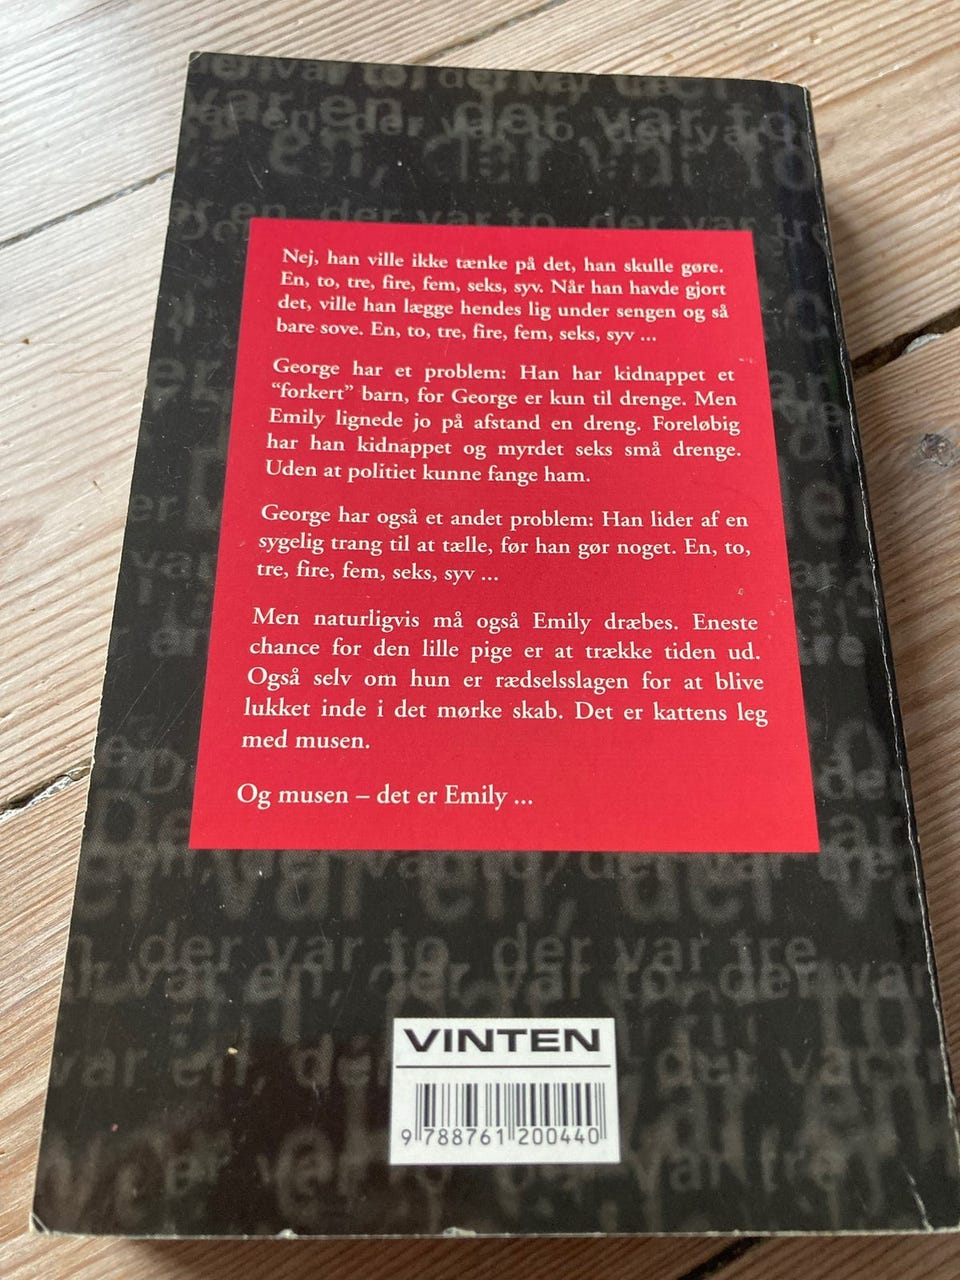 Nej, han ville ikke tænke på det, han skulle gøre.
En, to, tre, fire, fem, seks, syv. Når han havde gjort
det, ville han lægge hendes lig under sengen og så
bare sove. En, to, tre, fire, fem, seks, syv ...
George har et problem: Han har kidnappet et
“forkert” barn, for George er kun til drenge. Men
Emily lignede jo på afstand en dreng. Foreløbig
har han kidnappet og myrdet seks små drenge.
Uden at politiet kunne fange ham.
George har også et andet problem: Han lider af en
sygelig trang til at tælle, før han gør noget. En, to,
tre, fire, fem, seks, syv ...
Men naturligvis må også Emily dræbes. Eneste
chance for den lille pige er at trække tiden ud.
Også selv om hun er rædselsslagen for at blive
lukket inde i det mørke skab. Det er kattens leg
med musen.
Og musen – det er Emily ...
der var to, der var tre
var en, der var to, der var
VINTEN
9 788761 200440